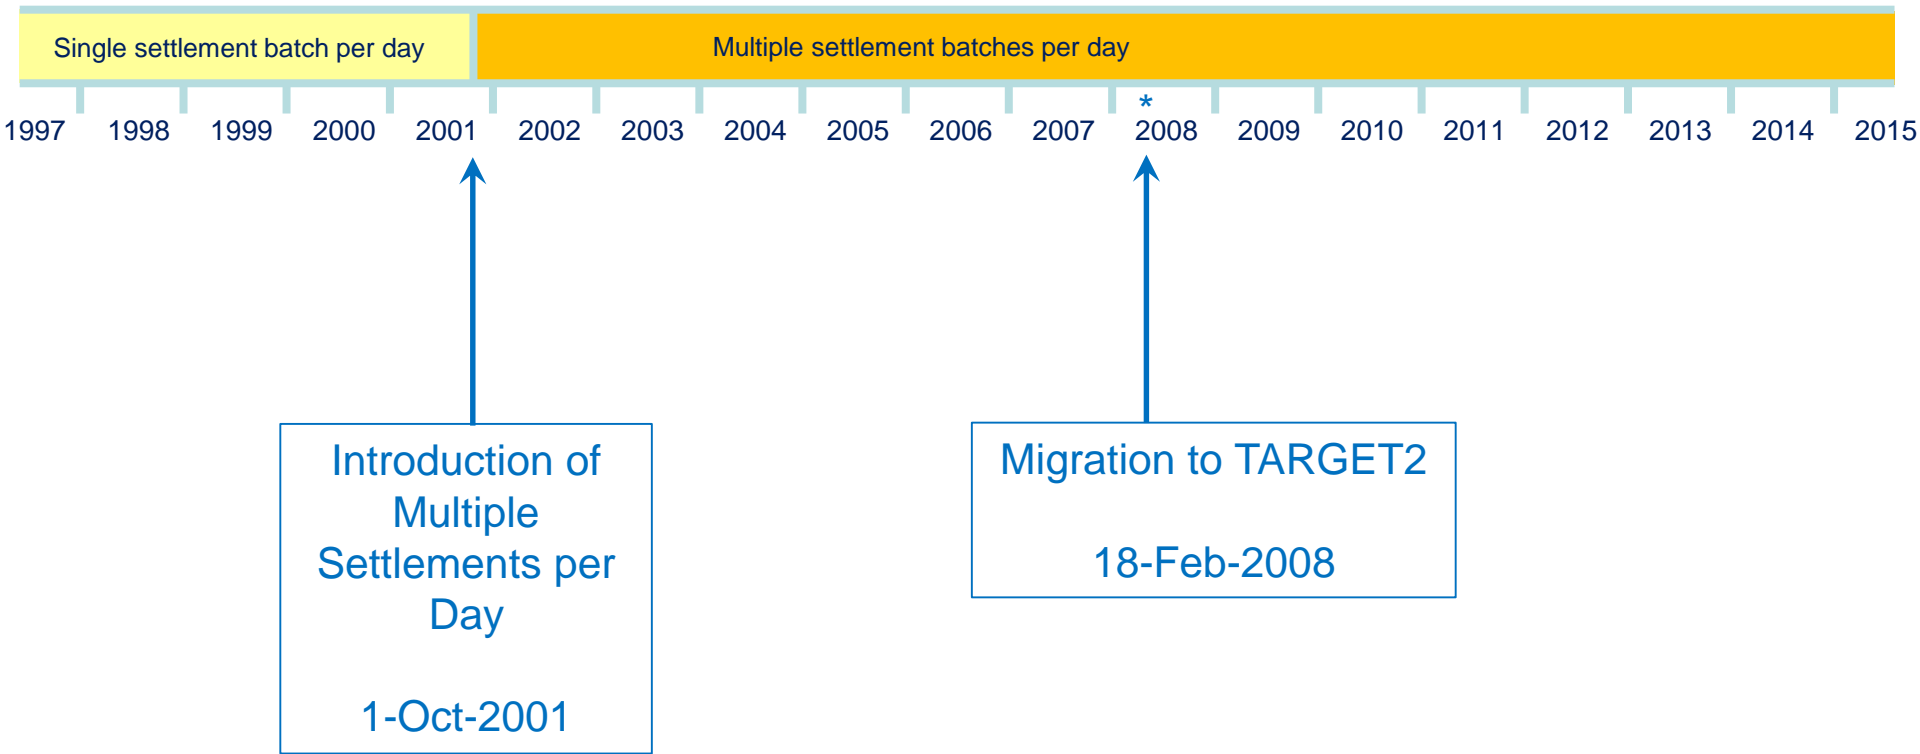 Single settlement batch per day
Multiple settlement batches per day
*
1997 1998 1999 2000 2001 2002 2003 2004 2005 2006 2007 2008 2009 2010 2011 2012 2013 2014 2015
Introduction of
Multiple
Settlements per
Day
1-Oct-2001
Migration to TARGET2
18-Feb-2008